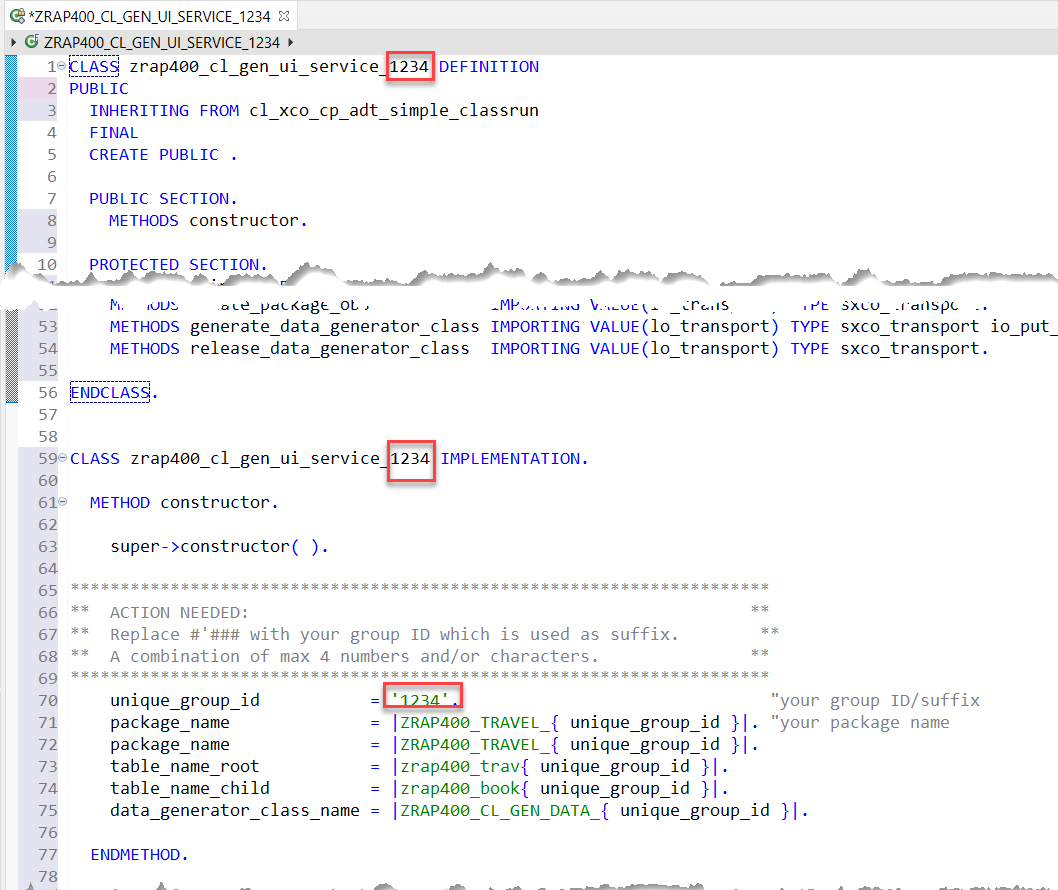 *ZRAP400_CL_GEN_UI_SERVICE_1234
ZRAP400_CL_GEN_UI_SERVICE_1234
1 CLASS zrap400_cl_gen_ui_service_1234 DEFINITION
2 PUBLIC
3 INHERITING FROM cl_xco_cp_adt_simple_classrun
4 FINAL
5 CREATE PUBLIC .
6
7 PUBLIC SECTION.
8 METHODS constructor.
9
10 PROTECTED SECTION.
IMPORTING VALUE(lo_transport) TYPE
53 METHODS generate_data_generator_class IMPORTING VALUE(lo_transport) TYPE sxco_transport io_put_
54 METHODS release_data_generator_class IMPORTING VALUE(lo_transport) TYPE sxco_transport.
55
56 ENDCLASS.
57
58
59 CLASS zrap400_cl_gen_ui_service_1234 IMPLEMENTATION.
60
61 METHOD constructor.
62
63 super->constructor( ).
64
65 **********************************************************************
66 ** ACTION NEEDED: **
67 ** Replace #'### with your group ID which is used as suffix. **
68 ** A combination of max 4 numbers and/or characters. **
69 **********************************************************************
70 unique_group_id = '1234'. "your group ID/suffix
71 package_name = |ZRAP400_TRAVEL_{ unique_group_id }|. "your package name
72 package_name = |ZRAP400_TRAVEL_{ unique_group_id }|.
73 table_name_root = |zrap400_trav{ unique_group_id }|.
74 table_name_child = |zrap400_book{ unique_group_id }|.
75 data_generator_class_name = |ZRAP400_CL_GEN_DATA_{ unique_group_id }|.
76
77 ENDMETHOD.
78